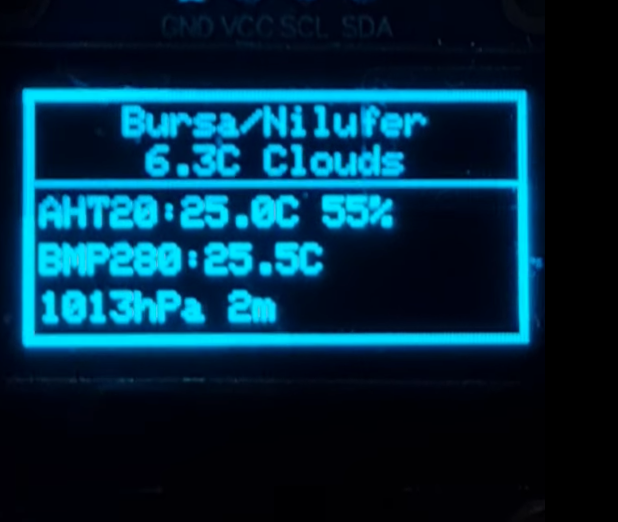 GND VCC SCL SDA
Bursa/Nilufer
6.3C Clouds
AHT20:25.0C 55%
BMP280:25.5C
1013hPa 2m